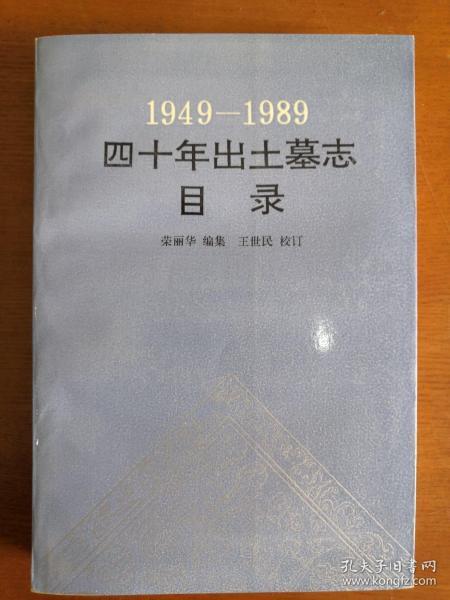 1949—1989
四十年出土墓志
目录
荣丽华 编集 王世民 校订
孔夫子旧书网
www.kongfz.com